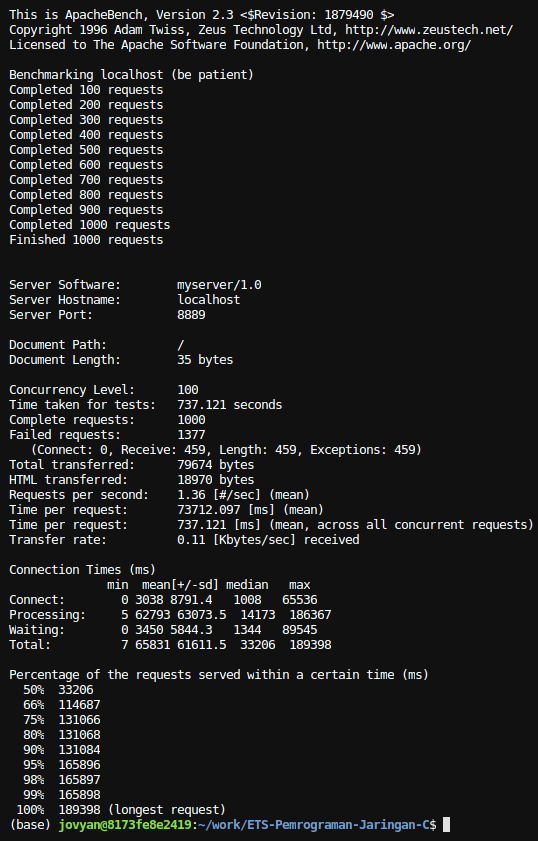 This is ApacheBench, Version 2.3 <$Revision: 1879490 $>
Copyright 1996 Adam Twiss, Zeus Technology Ltd, http://www.zeustech.net/
Licensed to The Apache Software Foundation, http://www.apache.org/

Benchmarking localhost (be patient)
Completed 100 requests
Completed 200 requests
Completed 300 requests
Completed 400 requests
Completed 500 requests
Completed 600 requests
Completed 700 requests
Completed 800 requests
Completed 900 requests
Completed 1000 requests
Finished 1000 requests


Server Software:        myserver/1.0
Server Hostname:        localhost
Server Port:            8889

Document Path:          /
Document Length:        35 bytes

Concurrency Level:      100
Time taken for tests:   737.121 seconds
Complete requests:      1000
Failed requests:        1377
   (Connect: 0, Receive: 459, Length: 459, Exceptions: 459)
Total transferred:      79674 bytes
HTML transferred:       18970 bytes
Requests per second:    1.36 [#/sec] (mean)
Time per request:       73712.097 [ms] (mean)
Time per request:       737.121 [ms] (mean, across all concurrent requests)
Transfer rate:          0.11 [Kbytes/sec] received

Connection Times (ms)
              min  mean[+/-sd] median   max
Connect:        0 3038 8791.4   1008   65536
Processing:     5 62793 63073.5  14173  186367
Waiting:        0 3450 5844.3   1344   89545
Total:          7 65831 61611.5  33206  189398

Percentage of the requests served within a certain time (ms)
  50%  33206
  66%  114687
  75%  131066
  80%  131068
  90%  131084
  95%  165896
  98%  165897
  99%  165898
 100%  189398 (longest request)
(base) jovyan@8173fe8e2419:~/work/ETS-Pemrograman-Jaringan-C$